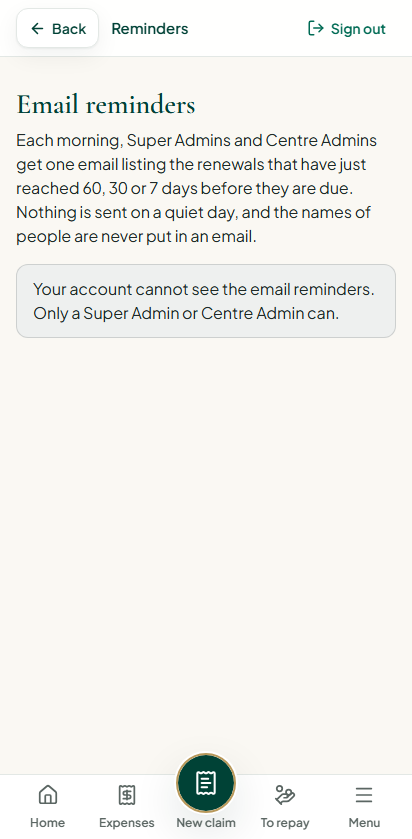 Back
Reminders
Sign out
Email reminders
Each morning, Super Admins and Centre Admins
get one email listing the renewals that have just
reached 60, 30 or 7 days before they are due.
Nothing is sent on a quiet day, and the names of
people are never put in an email.
Your account cannot see the email reminders.
Only a Super Admin or Centre Admin can.
Home
Expenses
New claim
To repay
Menu